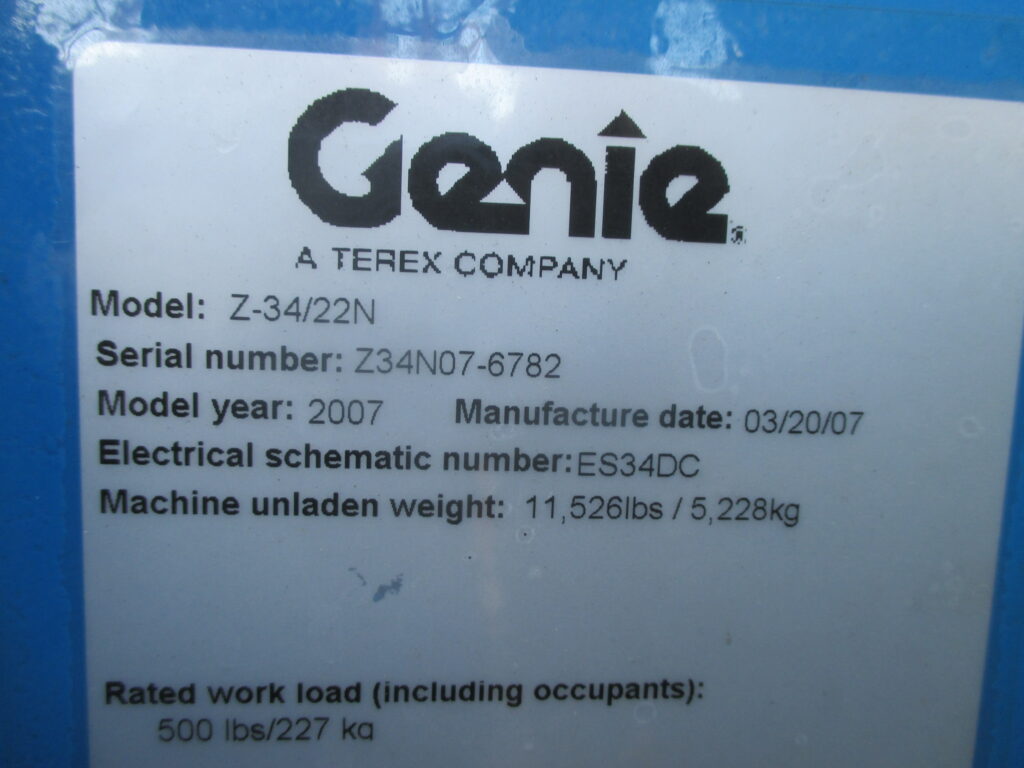 Genie
A TEREX COMPANY
Model: Z-34/22N
Serial number: Z34N07-6782
Model year: 2007 Manufacture date: 03/20/07
Electrical schematic number: ES34DC
Machine unladen weight: 11,526lbs / 5,228kg
Rated work load (including occupants):
500 lbs/227 kg